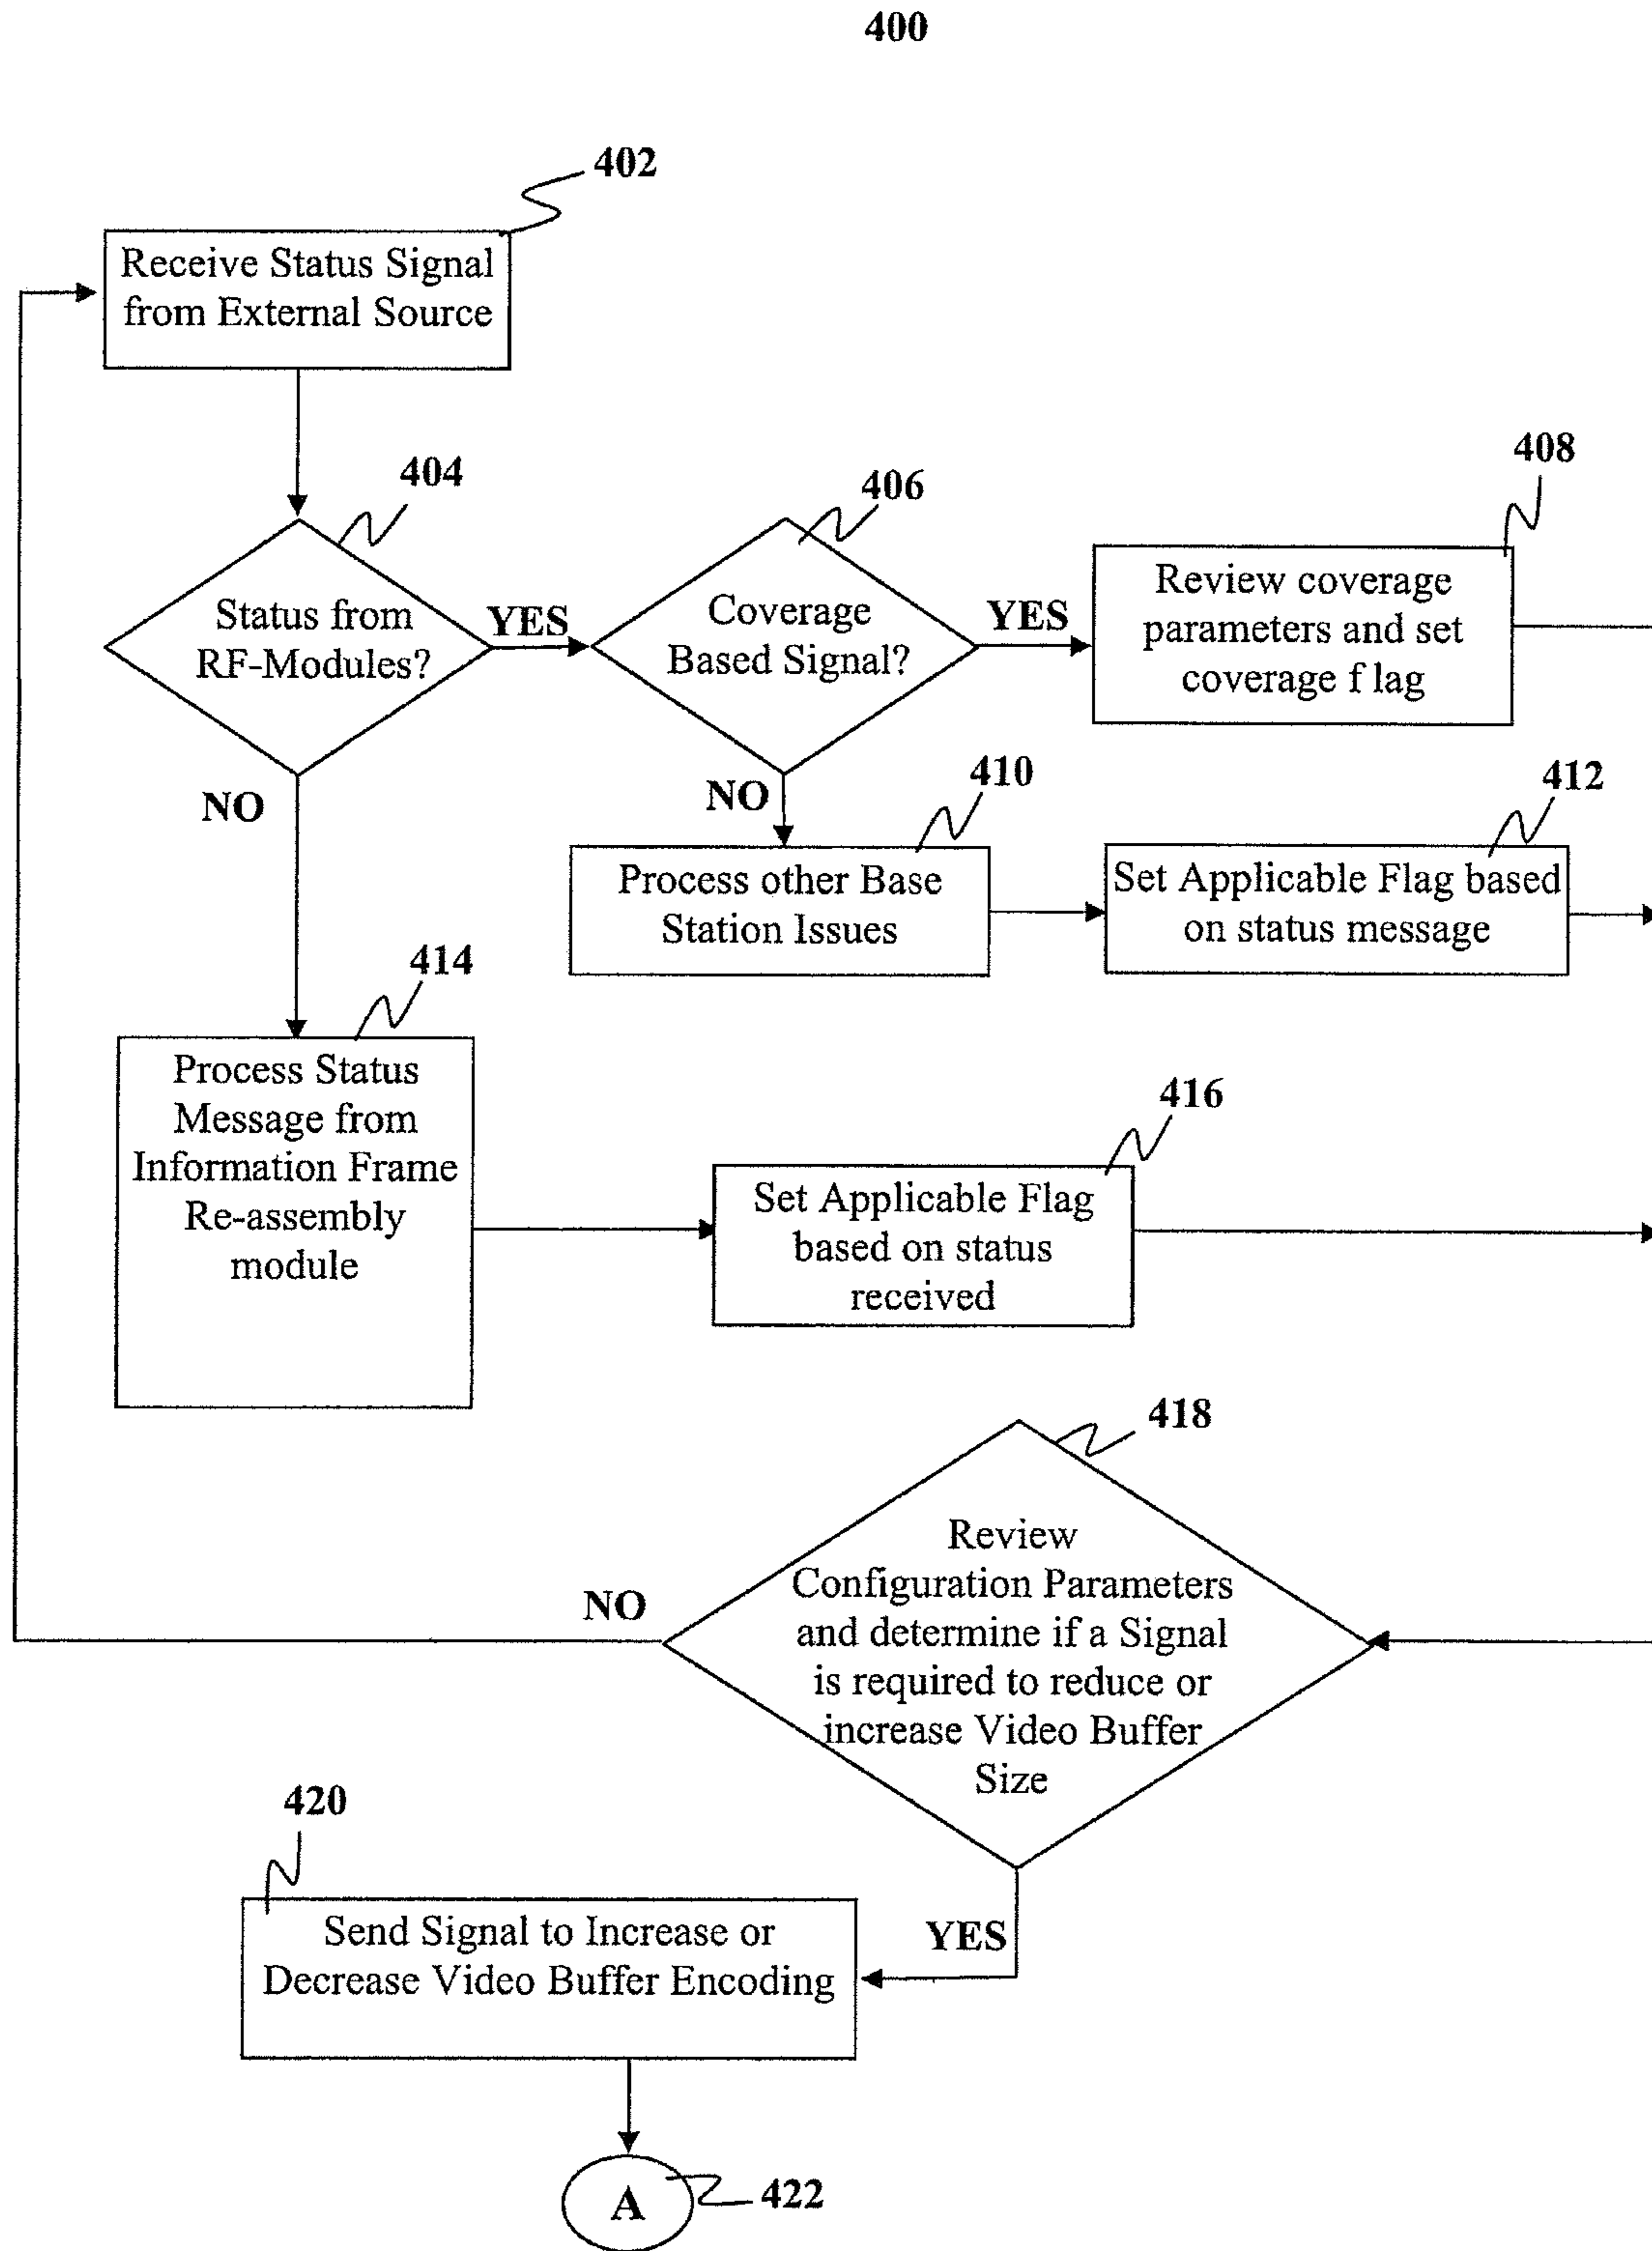 400
402
Receive Status Signal
from External Source
404
Status from
RF-Modules?
YES
406
Coverage
Based Signal?
YES
408
Review coverage
parameters and set
coverage f lag
NO
NO
410
Process other Base
Station Issues
412
Set Applicable Flag based
on status message
414
Process Status
Message from
Information Frame
Re-assembly
module
416
Set Applicable Flag
based on status
received
418
Review
Configuration Parameters
and determine if a Signal
is required to reduce or
increase Video Buffer
Size
NO
YES
420
Send Signal to Increase or
Decrease Video Buffer Encoding
A
422